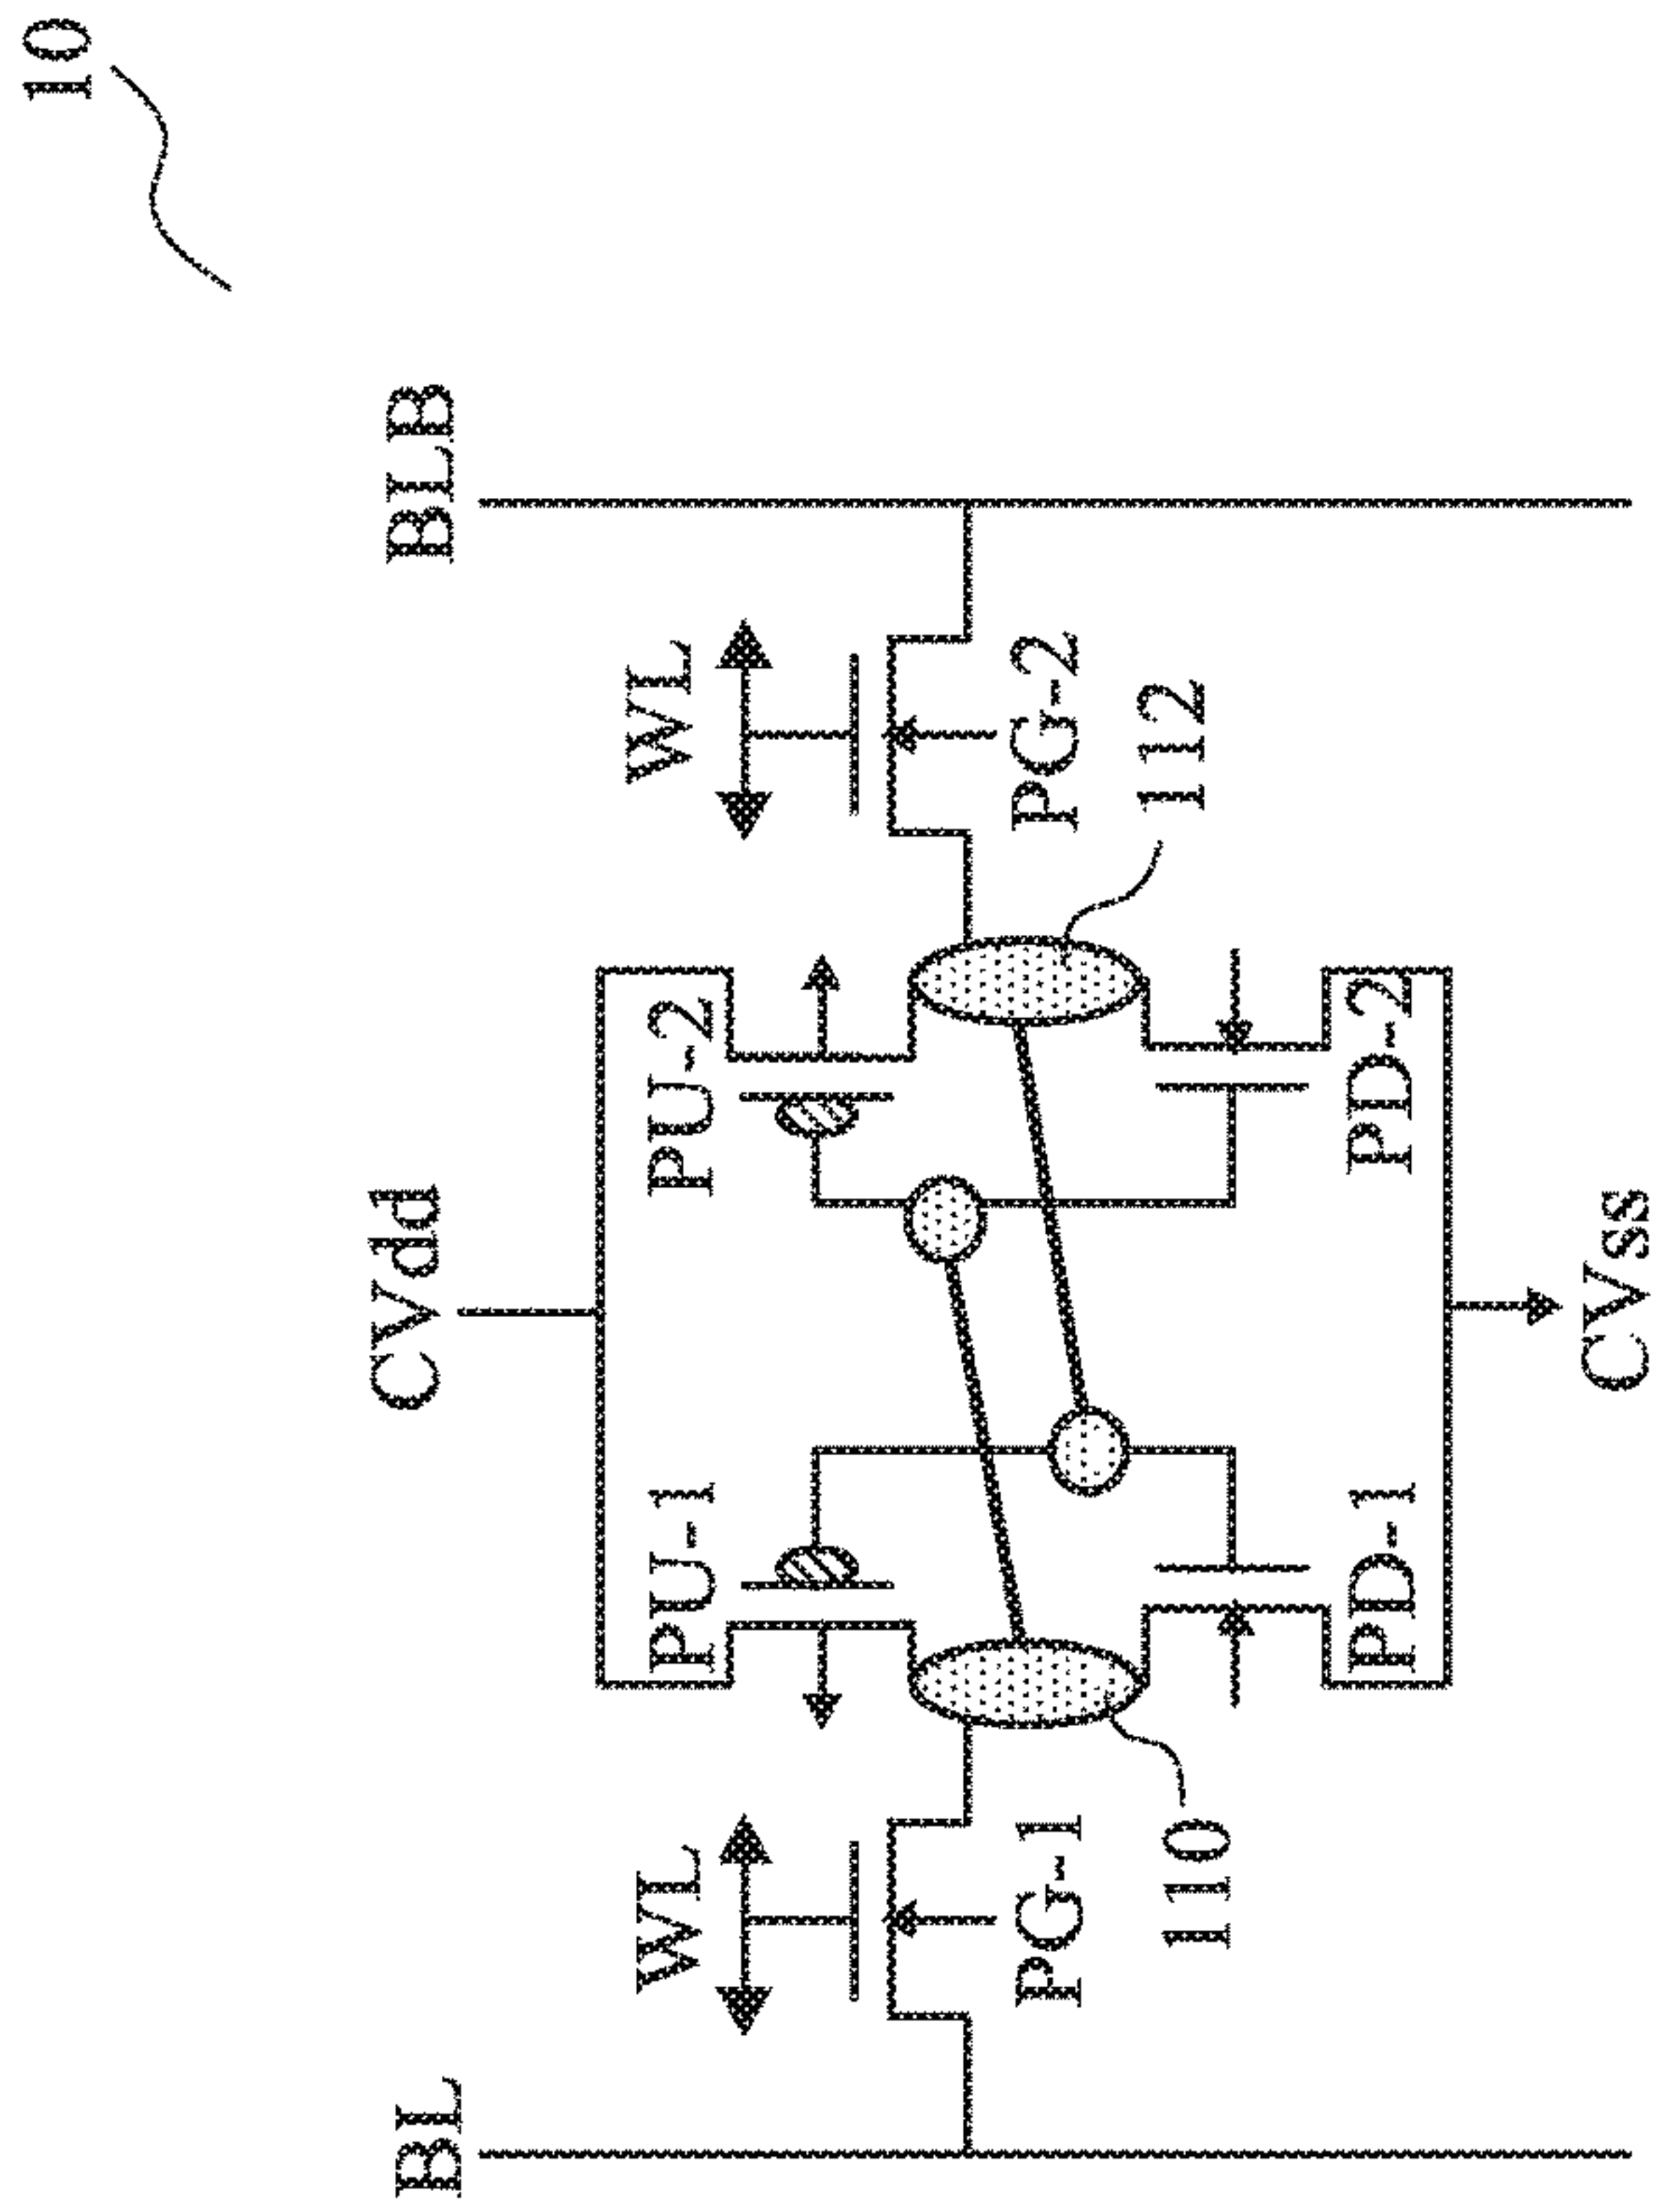 10
CVdd
BL
BLB
WL
WL
PU-1
PU-2
PG-1
PG-2
110
112
PD-1
PD-2
CVss